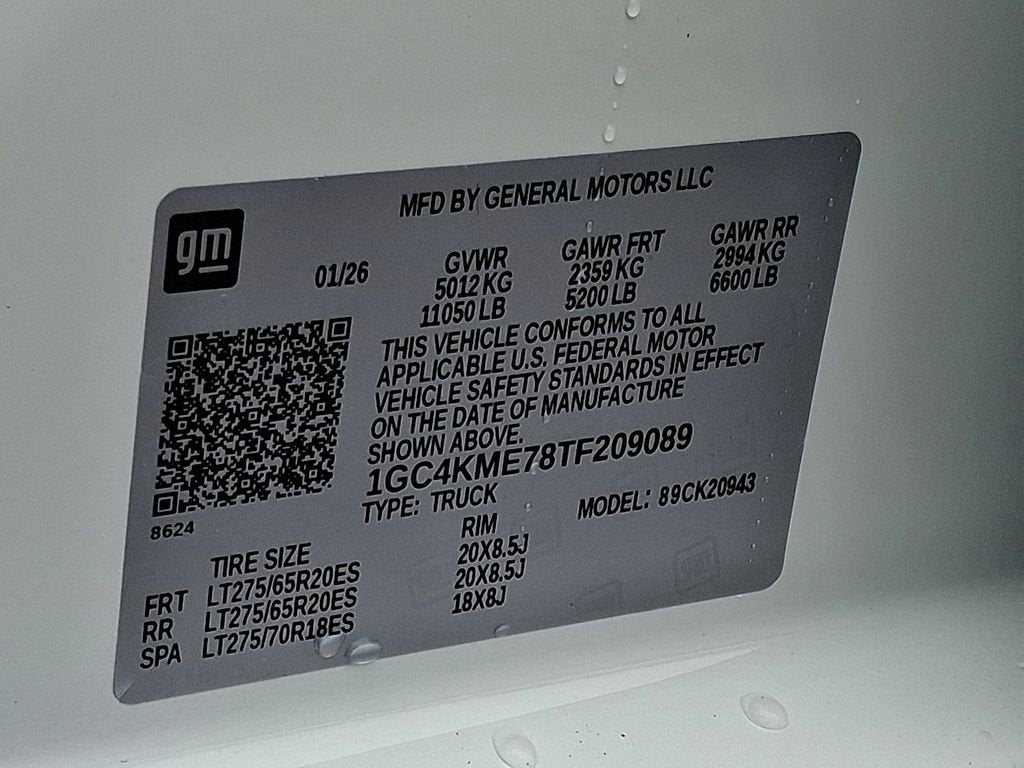 MFD BY GENERAL MOTORS LLC
gm
01/26
GVWR
5012 KG
11050 LB
GAWR FRT
2359 KG
5200 LB
GAWR RR
2994 KG
6600 LB
THIS VEHICLE CONFORMS TO ALL
APPLICABLE U.S. FEDERAL MOTOR
VEHICLE SAFETY STANDARDS IN EFFECT
ON THE DATE OF MANUFACTURE
SHOWN ABOVE.
1GC4KME78TF209089
8624
TYPE: TRUCK MODEL: 89CK20943
TIRE SIZE RIM
FRT LT275/65R20ES 20X8.5J
RR LT275/65R20ES 20X8.5J
SPA LT275/70R18ES 18X8J